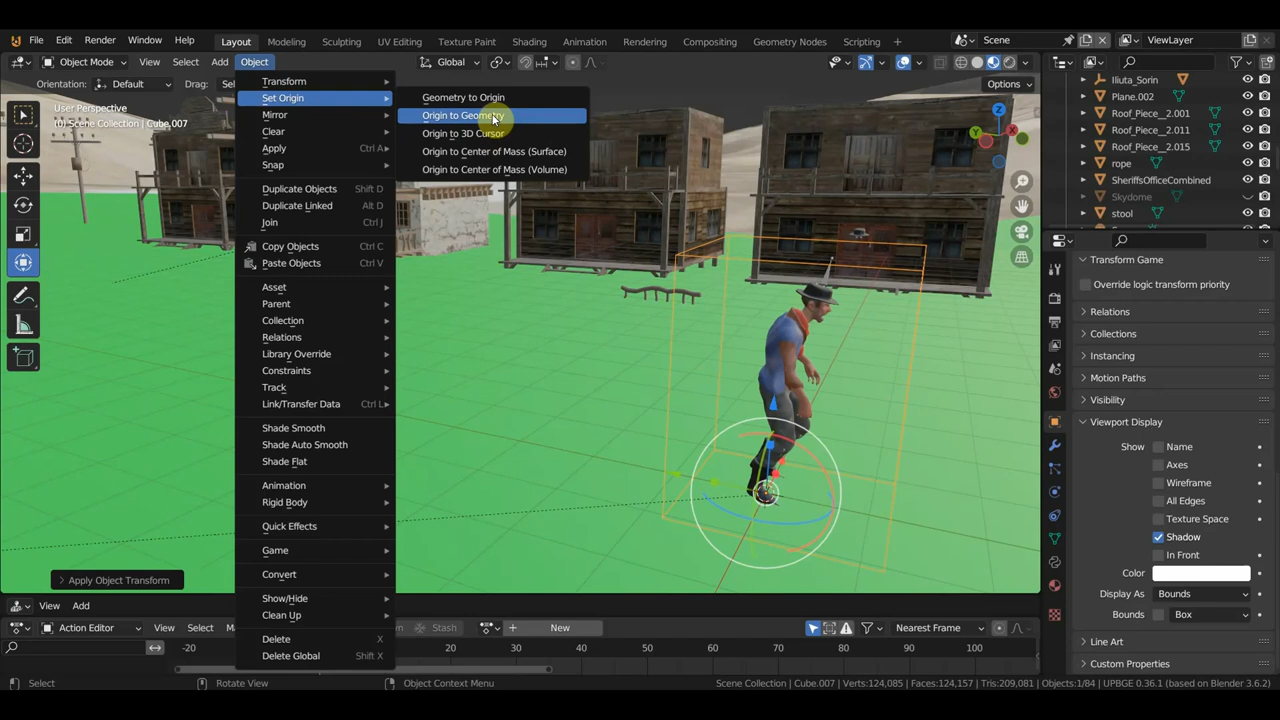 File Edit Render Window Help
Layout Modeling Sculpting UV Editing Texture Paint Shading Animation Rendering Compositing Geometry Nodes Scripting +
Scene
ViewLayer
Object Mode View Select Add Object
Global
Orientation: Default Drag: Sel
Options
User Perspective
(0) Scene Collection | Cube.007
Transform
Set Origin
Mirror
Clear
Apply Ctrl A
Snap
Duplicate Objects Shift D
Duplicate Linked Alt D
Join Ctrl J
Copy Objects Ctrl C
Paste Objects Ctrl V
Asset
Parent
Collection
Relations
Library Override
Constraints
Track
Link/Transfer Data Ctrl L
Shade Smooth
Shade Auto Smooth
Shade Flat
Animation
Rigid Body
Quick Effects
Game
Convert
Show/Hide
Clean Up
Delete X
Delete Global Shift X
Geometry to Origin
Origin to Geometry
Origin to 3D Cursor
Origin to Center of Mass (Surface)
Origin to Center of Mass (Volume)
Z
Y
X
Iliuta_Sorin
Plane.002
Roof_Piece__2.001
Roof_Piece__2.011
Roof_Piece__2.015
rope
SheriffsOfficeCombined
Skydome
stool
Transform Game
Override logic transform priority
Relations
Collections
Instancing
Motion Paths
Visibility
Viewport Display
Show Name
Axes
Wireframe
All Edges
Texture Space
Shadow
In Front
Color
Display As Bounds
Bounds Box
Line Art
Custom Properties
Apply Object Transform
View Add
Action Editor View Select Stash + New Nearest Frame
-20 20 30 40 50 60 70 80 90 100 110
Select Rotate View Object Context Menu Scene Collection | Cube.007 | Verts:124,085 | Faces:124,157 | Tris:209,081 | Objects:1/84 | UPBGE 0.36.1 (based on Blender 3.6.2)